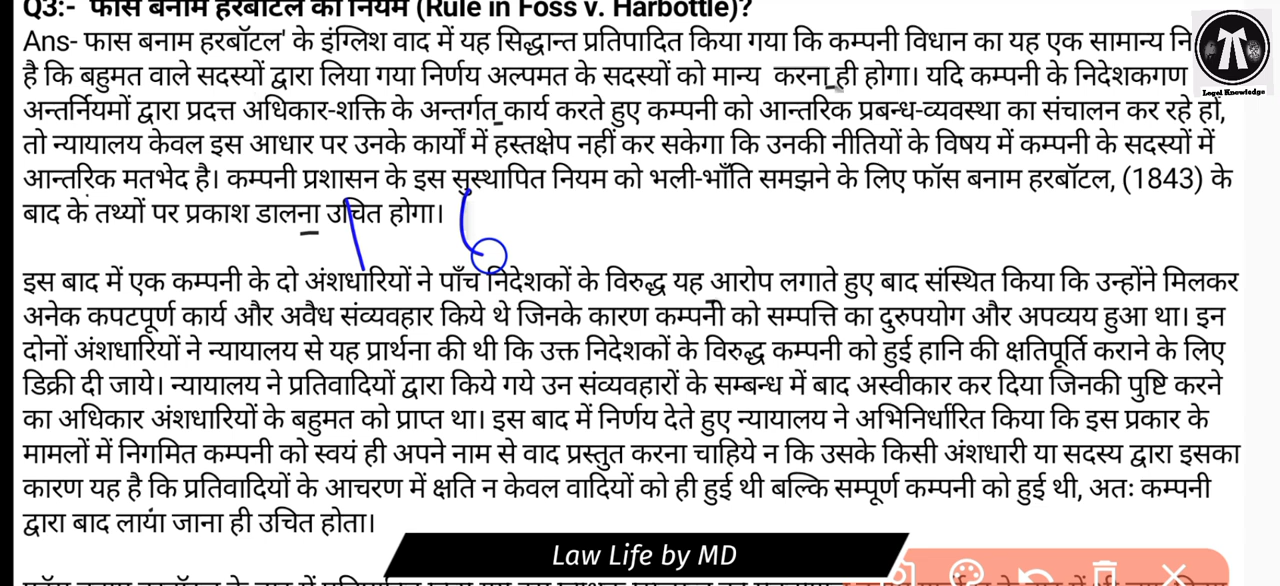 Q3:- फॉस बनाम हरबॉटल का नियम (Rule in Foss v. Harbottle)?
Ans- फास बनाम हरबॉटल' के इंग्लिश वाद में यह सिद्धान्त प्रतिपादित किया गया कि कम्पनी विधान का यह एक सामान्य नि
है कि बहुमत वाले सदस्यों द्वारा लिया गया निर्णय अल्पमत के सदस्यों को मान्य करना ही होगा। यदि कम्पनी के निदेशकगण
अन्तर्नियमों द्वारा प्रदत्त अधिकार-शक्ति के अन्तर्गत कार्य करते हुए कम्पनी को आन्तरिक प्रबन्ध-व्यवस्था का संचालन कर रहे हों,
तो न्यायालय केवल इस आधार पर उनके कार्यों में हस्तक्षेप नहीं कर सकेगा कि उनकी नीतियों के विषय में कम्पनी के सदस्यों में
आन्तरिक मतभेद है। कम्पनी प्रशासन के इस सुस्थापित नियम को भली-भाँति समझने के लिए फॉस बनाम हरबॉटल, (1843) के
बाद के तथ्यों पर प्रकाश डालना उचित होगा।
इस बाद में एक कम्पनी के दो अंशधारियों ने पाँच निदेशकों के विरुद्ध यह आरोप लगाते हुए बाद संस्थित किया कि उन्होंने मिलकर
अनेक कपटपूर्ण कार्य और अवैध संव्यवहार किये थे जिनके कारण कम्पनी को सम्पत्ति का दुरुपयोग और अपव्यय हुआ था। इन
दोनों अंशधारियों ने न्यायालय से यह प्रार्थना की थी कि उक्त निदेशकों के विरुद्ध कम्पनी को हुई हानि की क्षतिपूर्ति कराने के लिए
डिक्री दी जाये। न्यायालय ने प्रतिवादियों द्वारा किये गये उन संव्यवहारों के सम्बन्ध में बाद अस्वीकार कर दिया जिनकी पुष्टि करने
का अधिकार अंशधारियों के बहुमत को प्राप्त था। इस बाद में निर्णय देते हुए न्यायालय ने अभिनिर्धारित किया कि इस प्रकार के
मामलों में निगमित कम्पनी को स्वयं ही अपने नाम से वाद प्रस्तुत करना चाहिये न कि उसके किसी अंशधारी या सदस्य द्वारा इसका
कारण यह है कि प्रतिवादियों के आचरण में क्षति न केवल वादियों को ही हुई थी बल्कि सम्पूर्ण कम्पनी को हुई थी, अतः कम्पनी
द्वारा बाद लाया जाना ही उचित होता।
Legal Knowledge
Law Life by MD